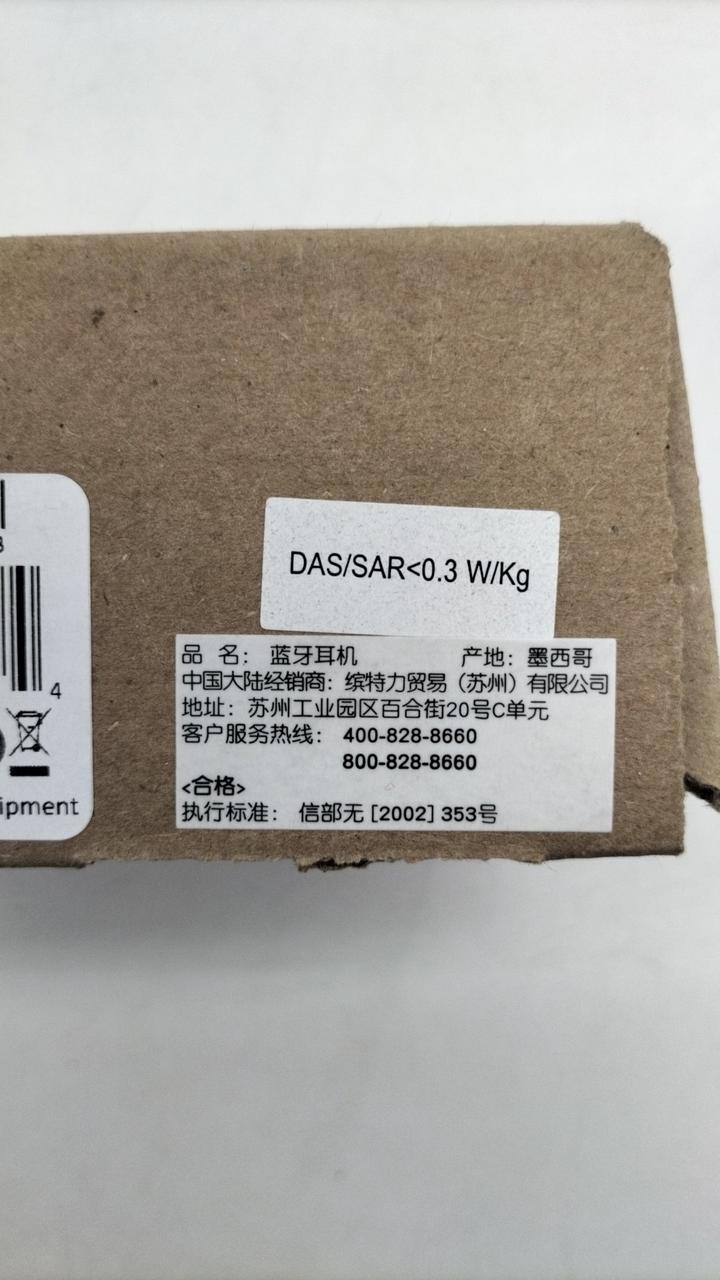 DAS/SAR<0.3 W/Kg
品 名: 蓝牙耳机 产地: 墨西哥
中国大陆经销商: 缤特力贸易 (苏州) 有限公司
地址: 苏州工业园区百合街20号C单元
客户服务热线: 400-828-8660
800-828-8660
<合格>
执行标准: 信部无 [2002] 353号
4
ipment